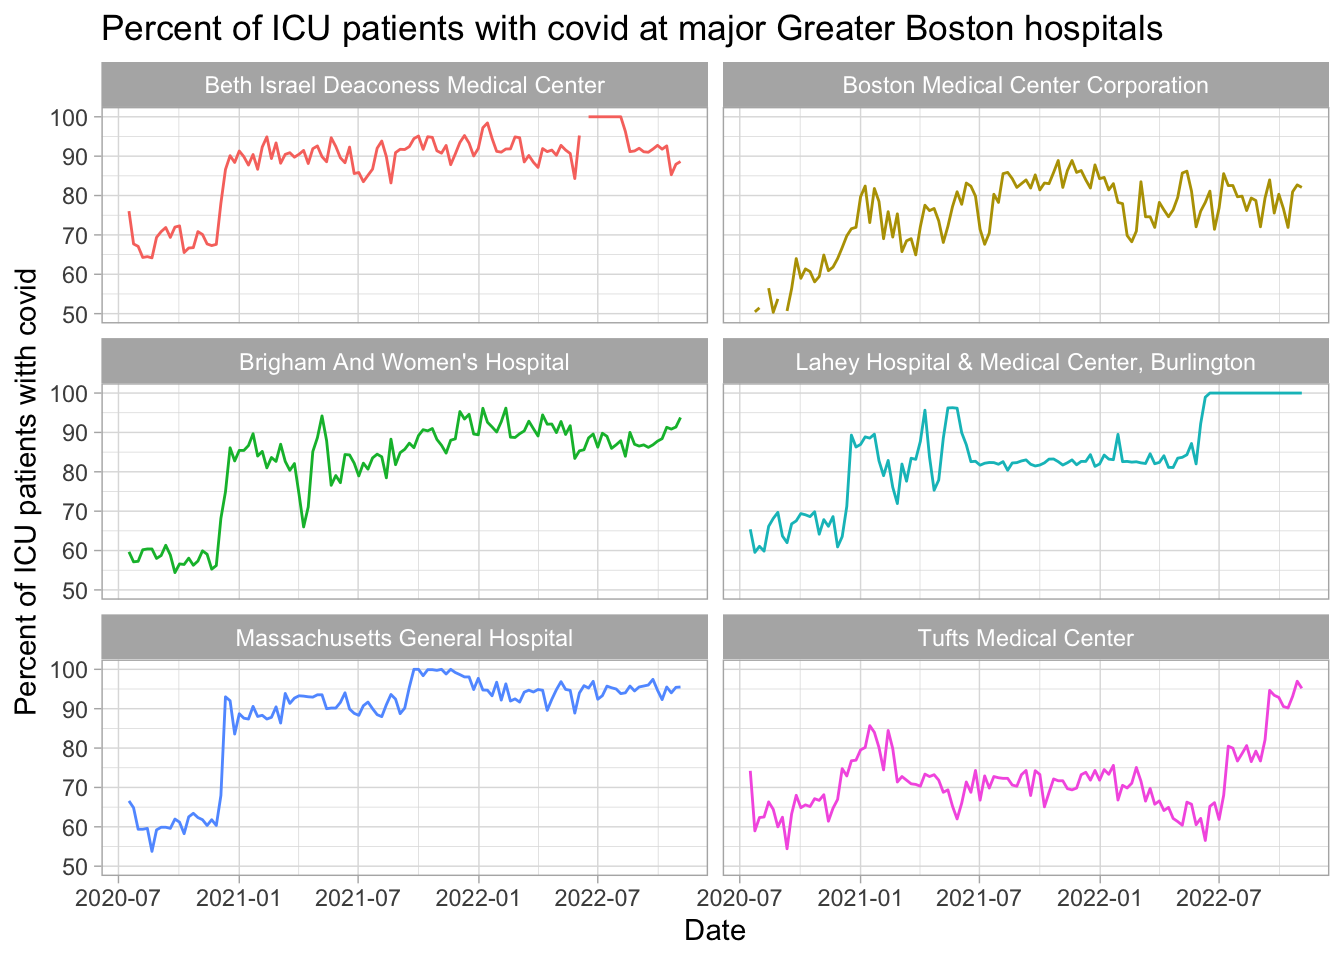 Percent of ICU patients with covid at major Greater Boston hospitals
Beth Israel Deaconess Medical Center
Boston Medical Center Corporation
100
90
80
70
60
50
Brigham And Women's Hospital
Lahey Hospital & Medical Center, Burlington
100
90
80
70
60
50
Massachusetts General Hospital
Tufts Medical Center
100
90
80
70
60
50
Percent of ICU patients witth covid
2020-07 2021-01 2021-07 2022-01 2022-07
2020-07 2021-01 2021-07 2022-01 2022-07
Date